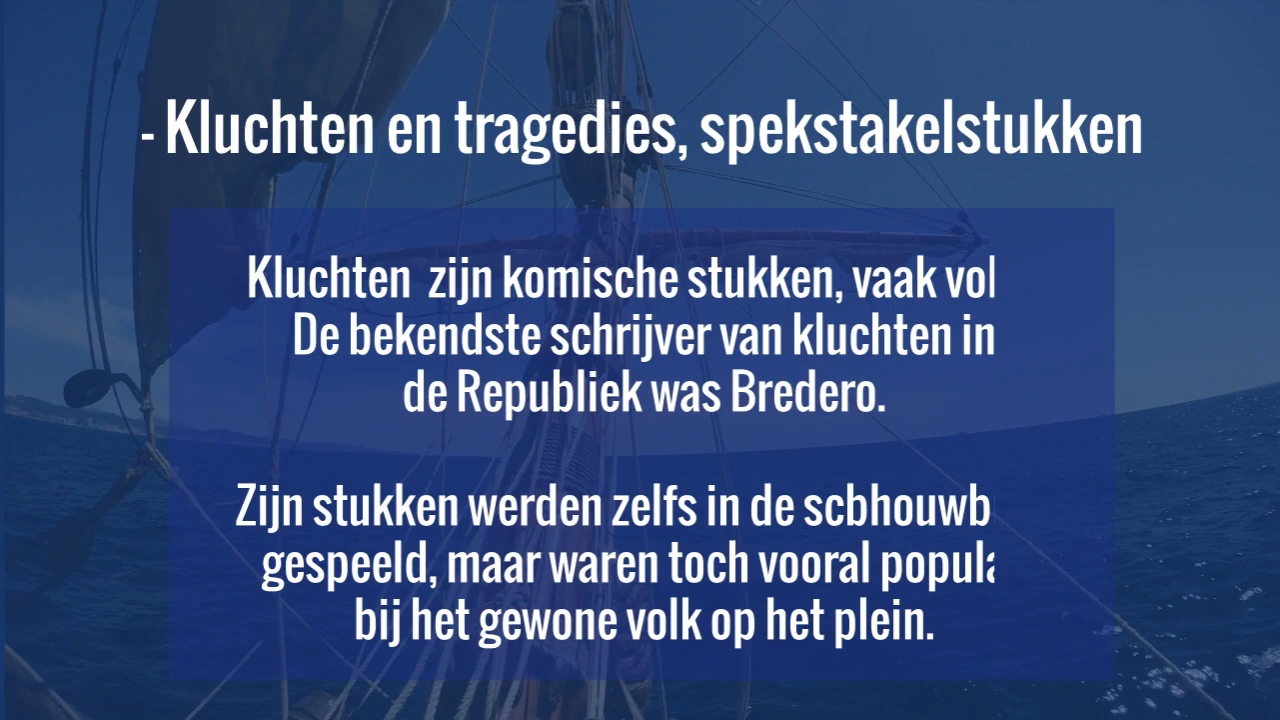 - Kluchten en tragedies, spekstakelstukken
Kluchten zijn komische stukken, vaak vol
De bekendste schrijver van kluchten in
de Republiek was Bredero.
Zijn stukken werden zelfs in de
gespeeld, maar waren toch vooral
bij het gewone volk op het plein.